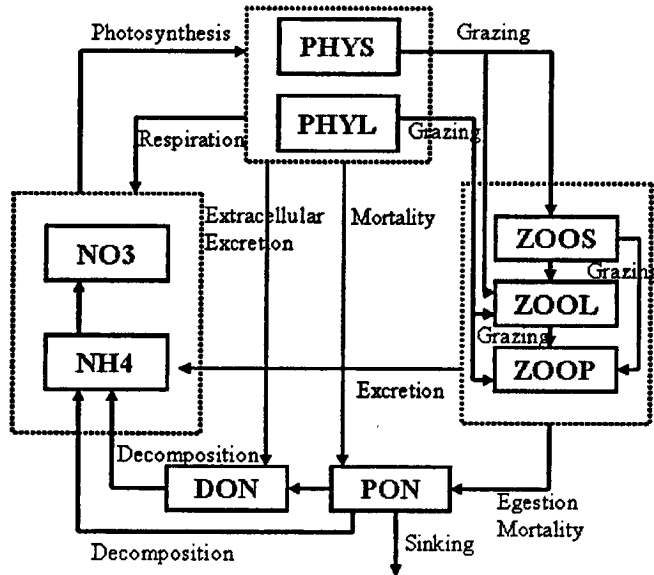 Photosynthesis
PHYS
Grazing
PHYL
Grazing
Respiration
Extracellular
Excretion
Mortality
NO3
NH4
ZOOS
Grazing
ZOOL
Grazing
ZOOP
Excretion
Decomposition
DON
PON
Egestion
Mortality
Decomposition
Sinking